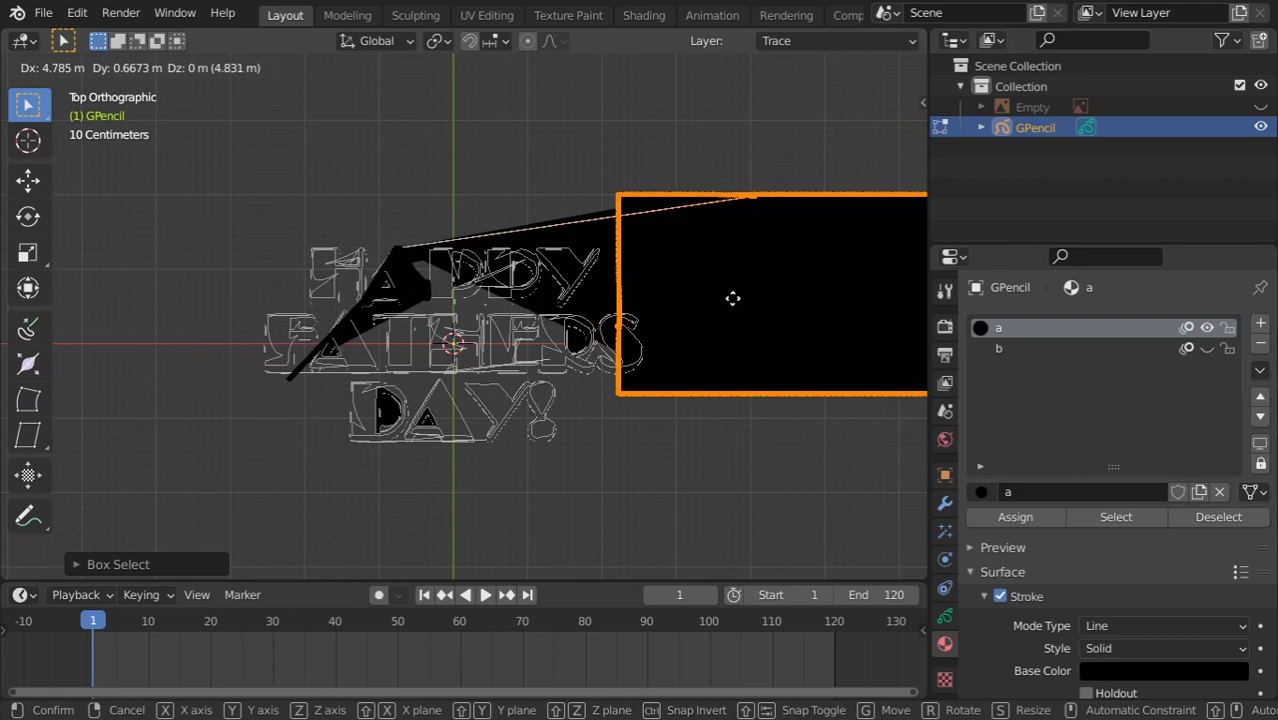 File Edit Render Window Help Layout Modeling Sculpting UV Editing Texture Paint Shading Animation Rendering Comp Scene View Layer
Global Layer: Trace
Dx: 4.785 m Dy: 0.6673 m Dz: 0 m (4.831 m)
Top Orthographic
(1) GPencil
10 Centimeters
HAPPY
FATHERS
DAY!
Box Select
Scene Collection
Collection
Empty
GPencil
GPencil a
a
b
a
Assign Select Deselect
Preview
Surface
Stroke
Mode Type Line
Style Solid
Base Color
Holdout
Playback Keying View Marker 1 Start 1 End 120
-10 1 10 20 30 40 50 60 70 80 90 100 110 120 130
Confirm Cancel X X axis Y Y axis Z Z axis X X plane Y Y plane Z Z plane Ctrl Snap Invert Snap Toggle G Move R Rotate S Resize Automatic Constraint Auto